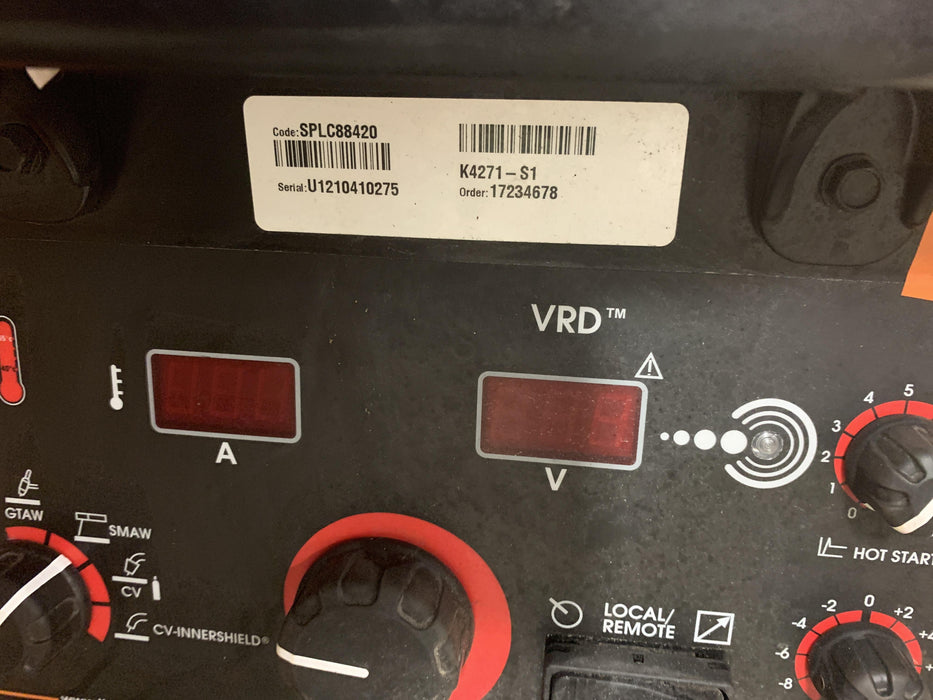 Code:SPLC88420
Serial:U1210410275
K4271-S1
Order:17234678
VRD™
A
V
GTAW
SMAW
CV
CV-INNERSHIELD®
LOCAL/
REMOTE
0
1
2
3
4
5
HOT START
-8
-6
-4
-2
0
+2